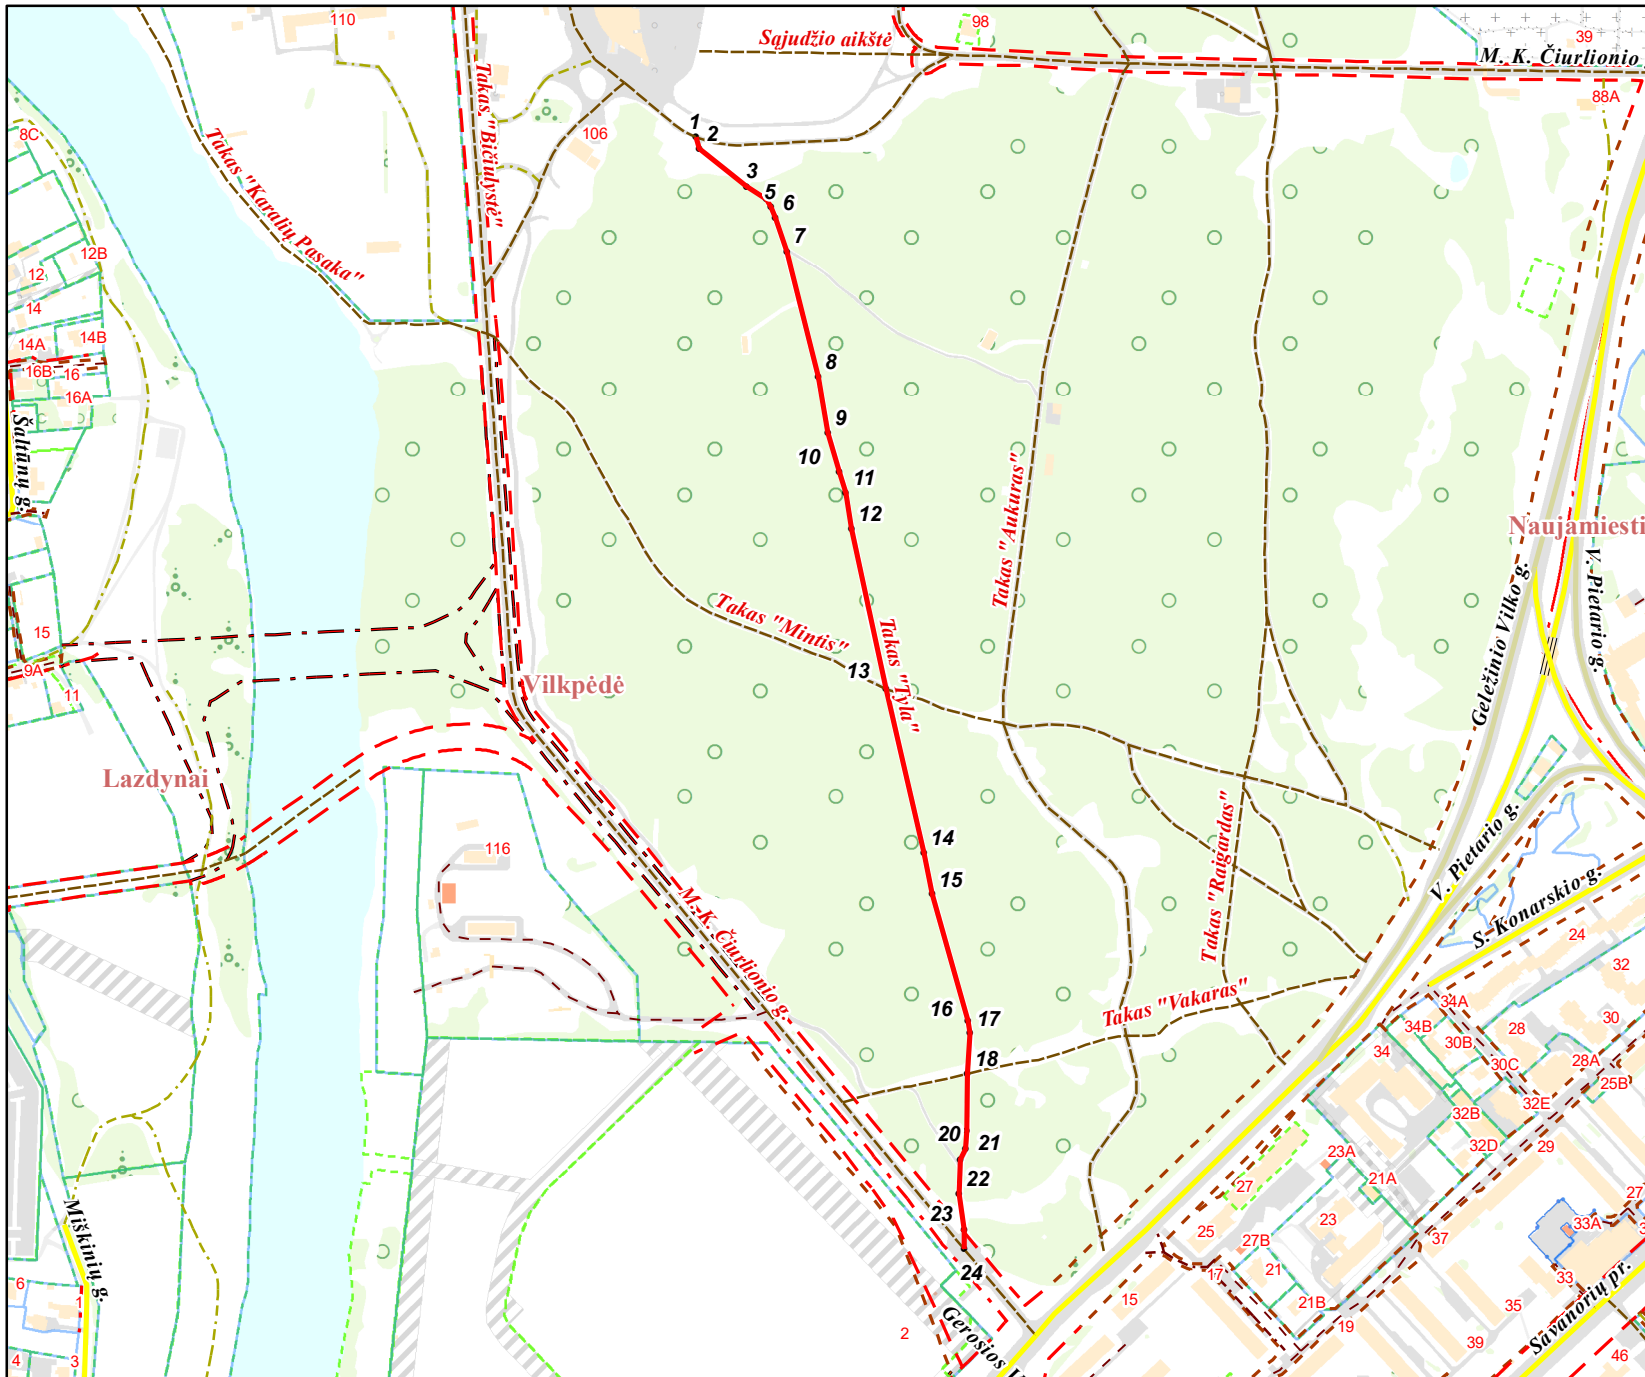 110
98
39
Sąjudžio aikštė
M. K. Čiurlionio
Takas "Bičiulystė"
88A
8C
106
1
2
Takas "Karalių Pasaka"
3
5
6
7
12B
12
14
14B
14A
16B
16
16A
8
9
10
11
12
Šaltūnų g.
Takas "Aukuras"
Naujamiesti
V. Pietario g.
Geležinio Vilko g.
Takas "Mintis"
13
Takas "Tyla"
15
9A
11
Vilkpėdė
Lazdynai
116
14
15
Takas "Raigardas"
V. Pietario g.
S. Konarskio g.
M. K. Čiurlionio g.
24
32
16
17
18
Takas "Vakaras"
34A
34B
34
30B
28
30
30C
28A
25B
32E
32B
32D
29
20
21
22
23
24
23A
21A
27
25
23
27B
21
17
21B
15
19
37
33A
27
33
35
39
46
Savanorių pr.
Miškinių g.
6
1
4
3
2
Gerosios V